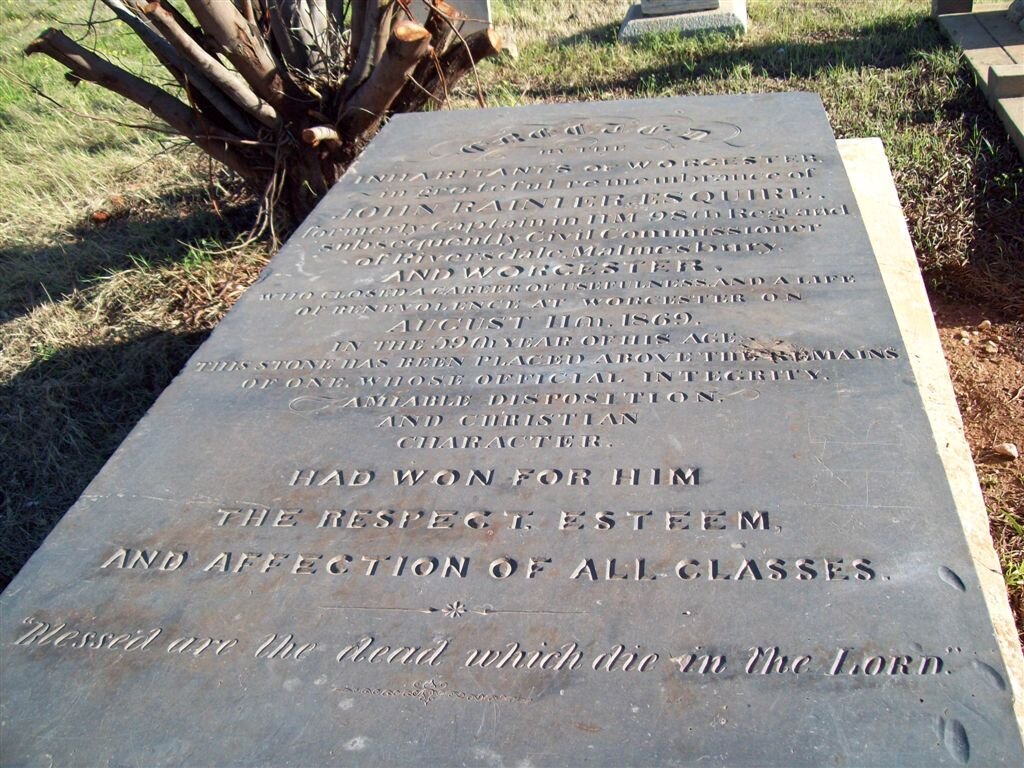 ERECTED
BY THE
INHABITANTS OF WORCESTER
in grateful remembrance of
JOHN RAINIER, ESQUIRE,
formerly Captain in H.M. 98th Reg. and
subsequently Civil Commissioner
of Riversdale, Malmesbury,
AND WORCESTER,
WHO CLOSED A CAREER OF USEFULNESS, AND A LIFE
OF BENEVOLENCE AT WORCESTER ON
AUGUST 11th, 1869,
IN THE 59th YEAR OF HIS AGE.
THIS STONE HAS BEEN PLACED ABOVE THE REMAINS
OF ONE, WHOSE OFFICIAL INTEGRITY,
AMIABLE DISPOSITION,
AND CHRISTIAN
CHARACTER,
HAD WON FOR HIM
THE RESPECT, ESTEEM,
AND AFFECTION OF ALL CLASSES.
"Blessed are the dead which die in the LORD."